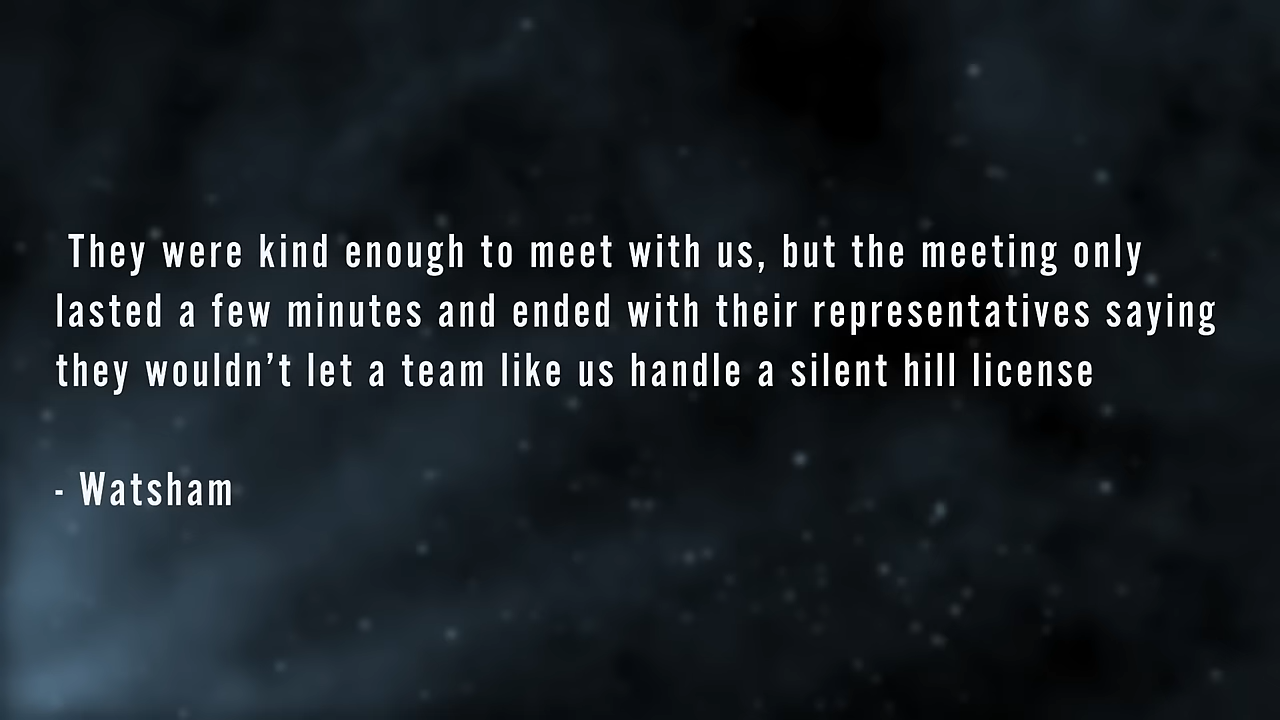 They were kind enough to meet with us, but the meeting only
lasted a few minutes and ended with their representatives saying
they wouldn’t let a team like us handle a silent hill license
- Watsham